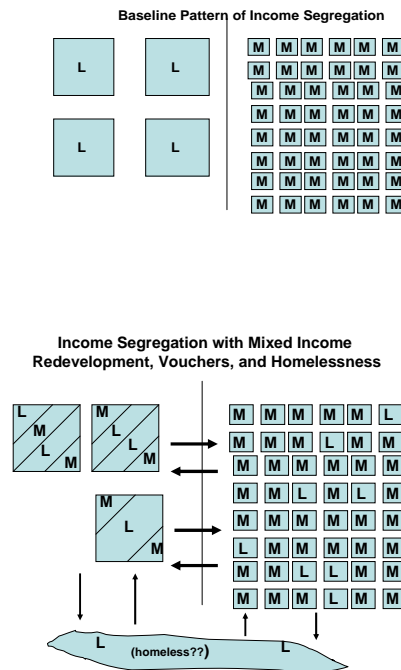 Baseline Pattern of Income Segregation
L L
L L
M M M M M M
M M M M M M
M M M M M M
M M M M M M
M M M M M M
M M M M M M
M M M M M M
M M M M M M
Income Segregation with Mixed Income
Redevelopment, Vouchers, and Homelessness
L
M
L
M
M
L
L
M
M
L
M
M M M M M L
M M M L M M
M M M M M M
M M L M L M
M M M M M M
L M M M M M
M M L L M M
M M M L M M
L (homeless??) L